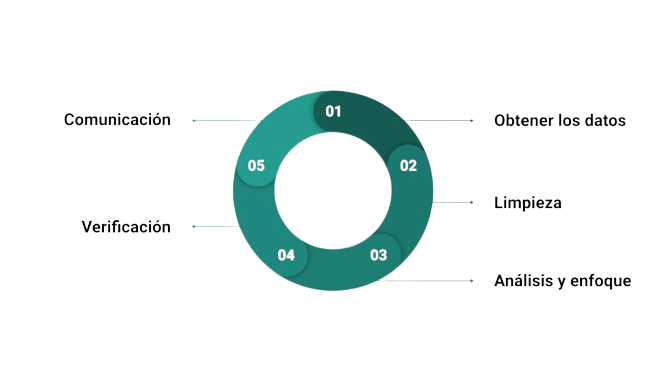 01
Obtener los datos
02
Limpieza
03
Análisis y enfoque
04
Verificación
05
Comunicación